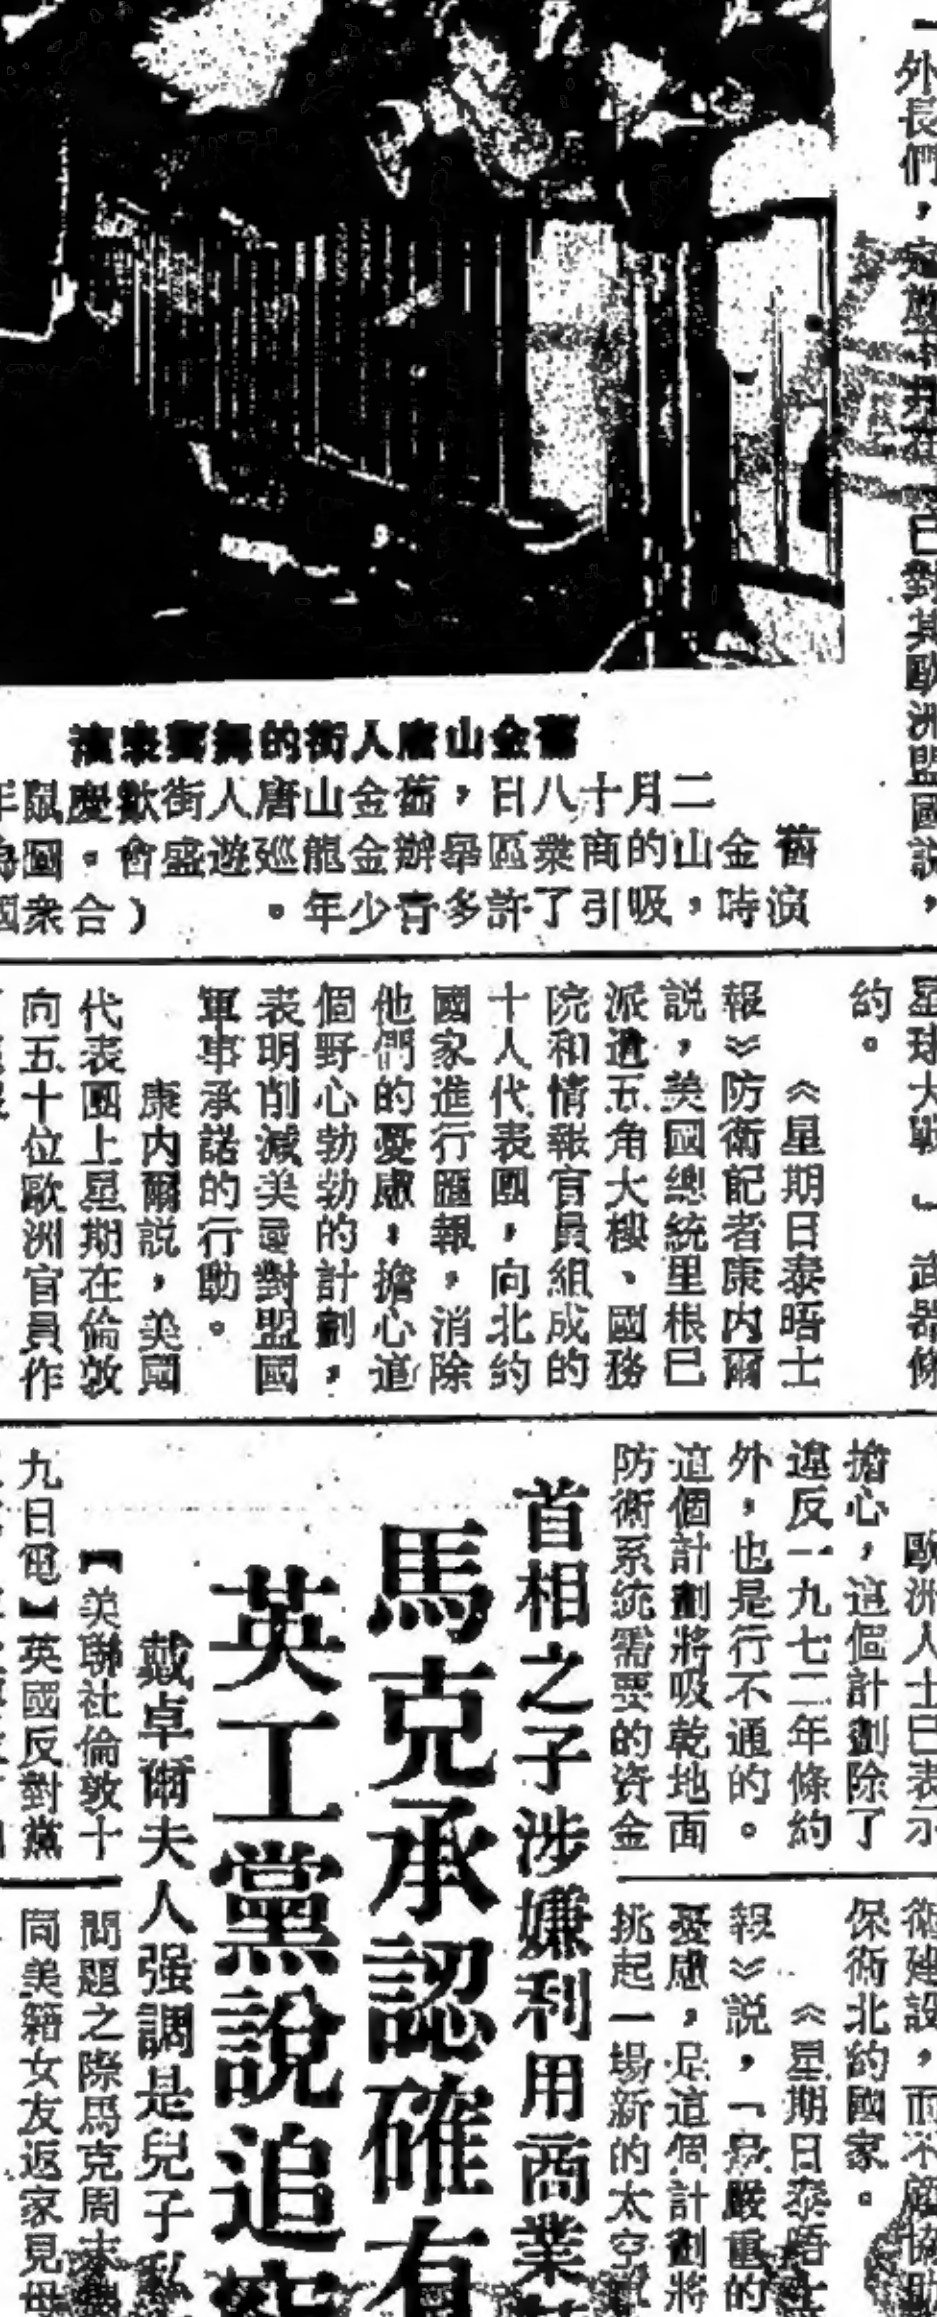 舊金山唐人街的舞獅表演
二月十八日，舊金山唐人街歡慶鼠年
舊金山的商業區舉辦金龍巡遊盛會。圖為
演時，吸引了許多青少年。　（合衆國
一外長們，
已對其歐洲盟國說，
星球大戰」武器條
約。
《星期日泰晤士
報》防衛記者康內爾
說，美國總統里根已
派遣五角大樓、國務
院和情報官員組成的
十人代表團，向北約
國家進行匯報，消除
他們的憂慮，擔心這
個野心勃勃的計劃，
表明削減美國對盟國
軍事承諾的行動。
康內爾說，美國
代表團上星期在倫敦
向五十位歐洲官員作
歐洲人士已表示
擔心，這個計劃除了
違反一九七二年條約
外，也是行不通的。
這個計劃將吸乾地面
防衛系統需要的資金
衛建設，而不願協助
保衛北約國家。
《星期日泰晤士
報》說，「最嚴重的
憂慮，是這個計劃將
挑起一場新的太空
首相之子涉嫌利用商業
馬克承認確有
英工黨說追究
戴卓爾夫人强調是兒子私
【美聯社倫敦十
九日電】英國反對黨
問題之際馬克周末
同美籍女友返家見母